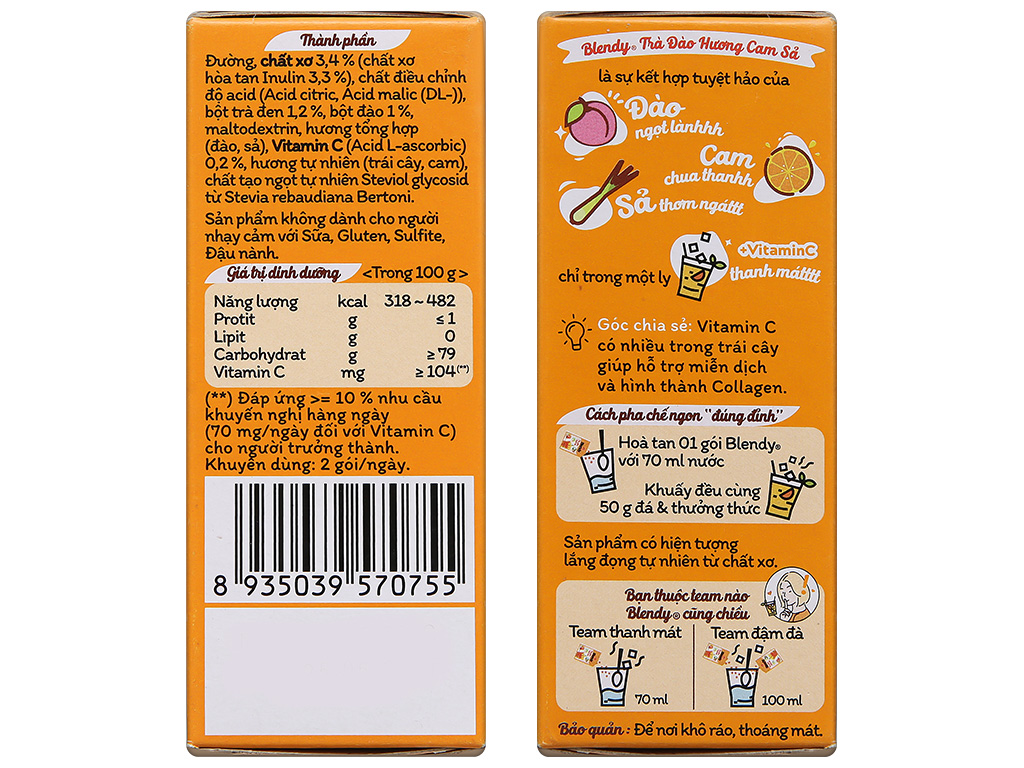 Thành phần
Đường, chất xơ 3,4 % (chất xơ
hòa tan Inulin 3,3 %), chất điều chỉnh
độ acid (Acid citric, Acid malic (DL-)),
bột trà đen 1,2 %, bột đào 1 %,
maltodextrin, hương tổng hợp
(đào, sả), Vitamin C (Acid L-ascorbic)
0,2 %, hương tự nhiên (trái cây, cam),
chất tạo ngọt tự nhiên Steviol glycosid
từ Stevia rebaudiana Bertoni.
Sản phẩm không dành cho người
nhạy cảm với Sữa, Gluten, Sulfite,
Đậu nành.
Giá trị dinh dưỡng <Trong 100 g>
Năng lượng kcal 318 ~ 482
Protit g ≤ 1
Lipit g 0
Carbohydrat g ≥ 79
Vitamin C mg ≥ 104(**)
(**) Đáp ứng >= 10 % nhu cầu
khuyến nghị hàng ngày
(70 mg/ngày đối với Vitamin C)
cho người trưởng thành.
Khuyên dùng: 2 gói/ngày.
8 935039 570755
Blendy® Trà Đào Hương Cam Sả
là sự kết hợp tuyệt hảo của
Đào
ngọt lànhhh
Cam
chua thanhh
Sả thơm ngáttt
+VitaminC
thanh mátttt
chỉ trong một ly
Góc chia sẻ: Vitamin C
có nhiều trong trái cây
giúp hỗ trợ miễn dịch
và hình thành Collagen.
Cách pha chế ngon "đúng đỉnh"
Hoà tan 01 gói Blendy®
với 70 ml nước
Khuấy đều cùng
50 g đá & thưởng thức
Sản phẩm có hiện tượng
lắng đọng tự nhiên từ chất xơ.
Bạn thuộc team nào
Blendy® cũng chiều
Team thanh mát Team đậm đà
70 ml 100 ml
Bảo quản : Để nơi khô ráo, thoáng mát.